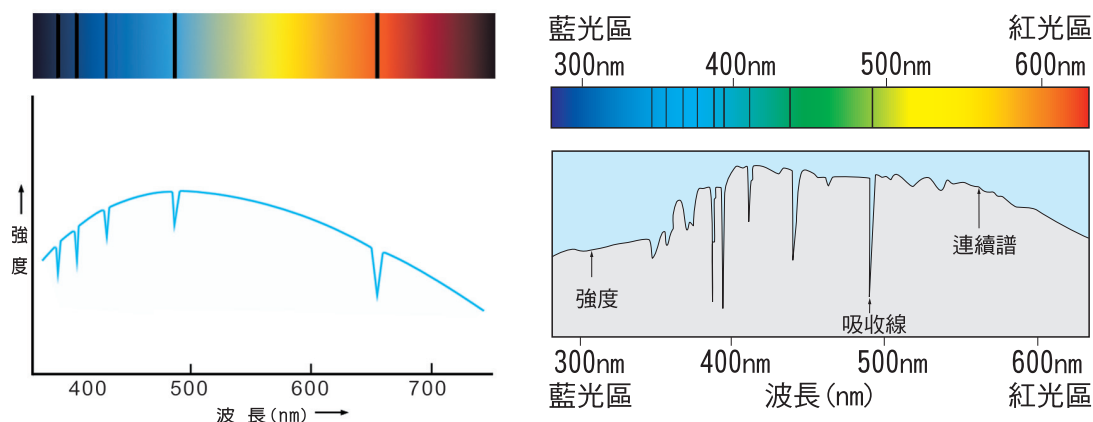 強度
400 500 600 700
波 長(nm)
藍光區 紅光區
300nm 400nm 500nm 600nm
連續譜
強度
吸收線
300nm 400nm 500nm 600nm
藍光區 波長(nm) 紅光區